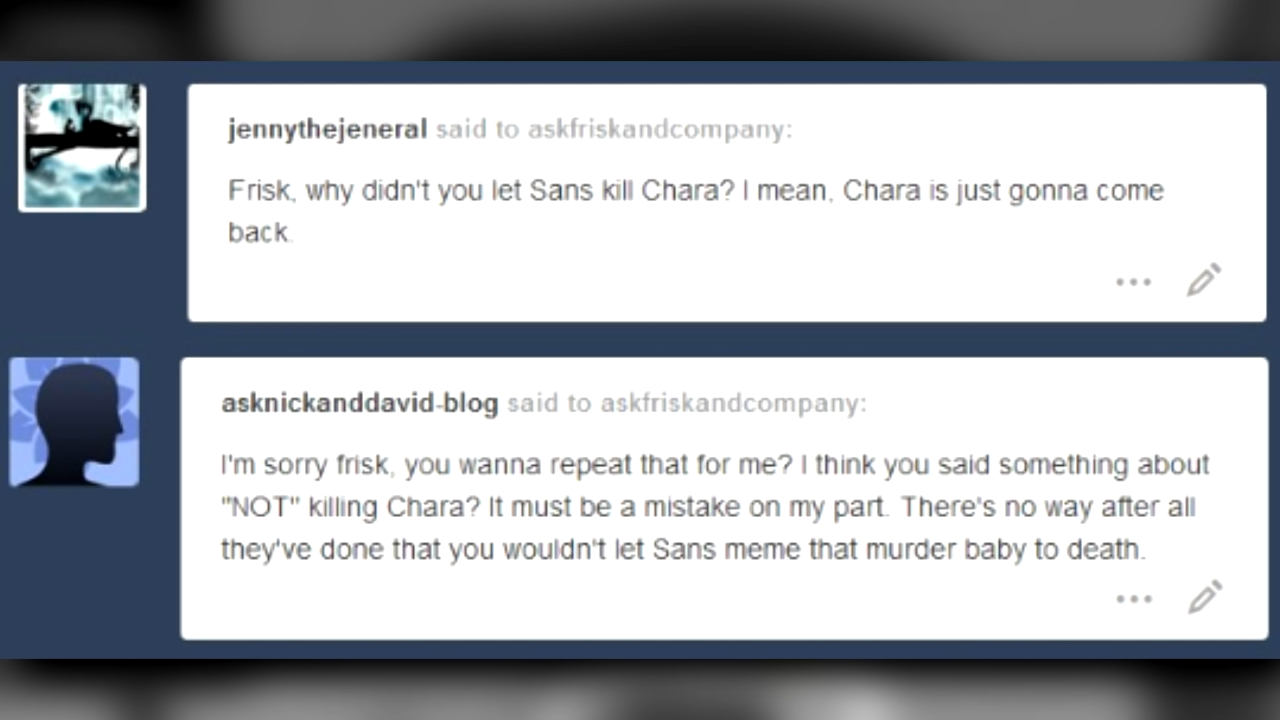 jennythejeneral said to askfriskandcompany:
Frisk, why didn't you let Sans kill Chara? I mean, Chara is just gonna come
back.
asknickanddavid-blog said to askfriskandcompany:
I'm sorry frisk, you wanna repeat that for me? I think you said something about
"NOT" killing Chara? It must be a mistake on my part. There's no way after all
they've done that you wouldn't let Sans meme that murder baby to death.